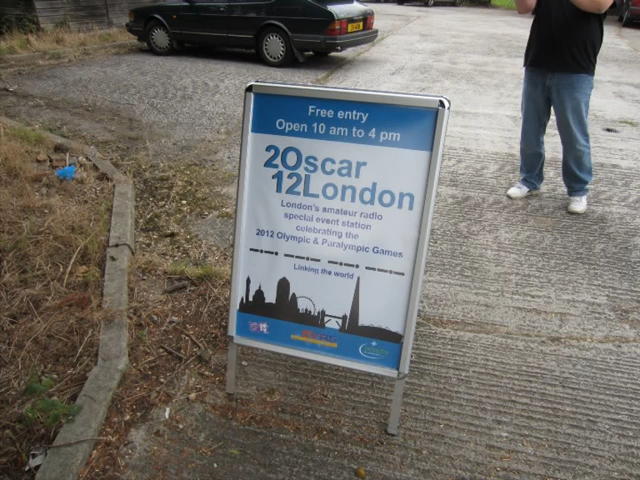 Free entry
Open 10 am to 4 pm
2Oscar
12London
London's amateur radio
special event station
celebrating the
2012 Olympic & Paralympic Games
Linking the world